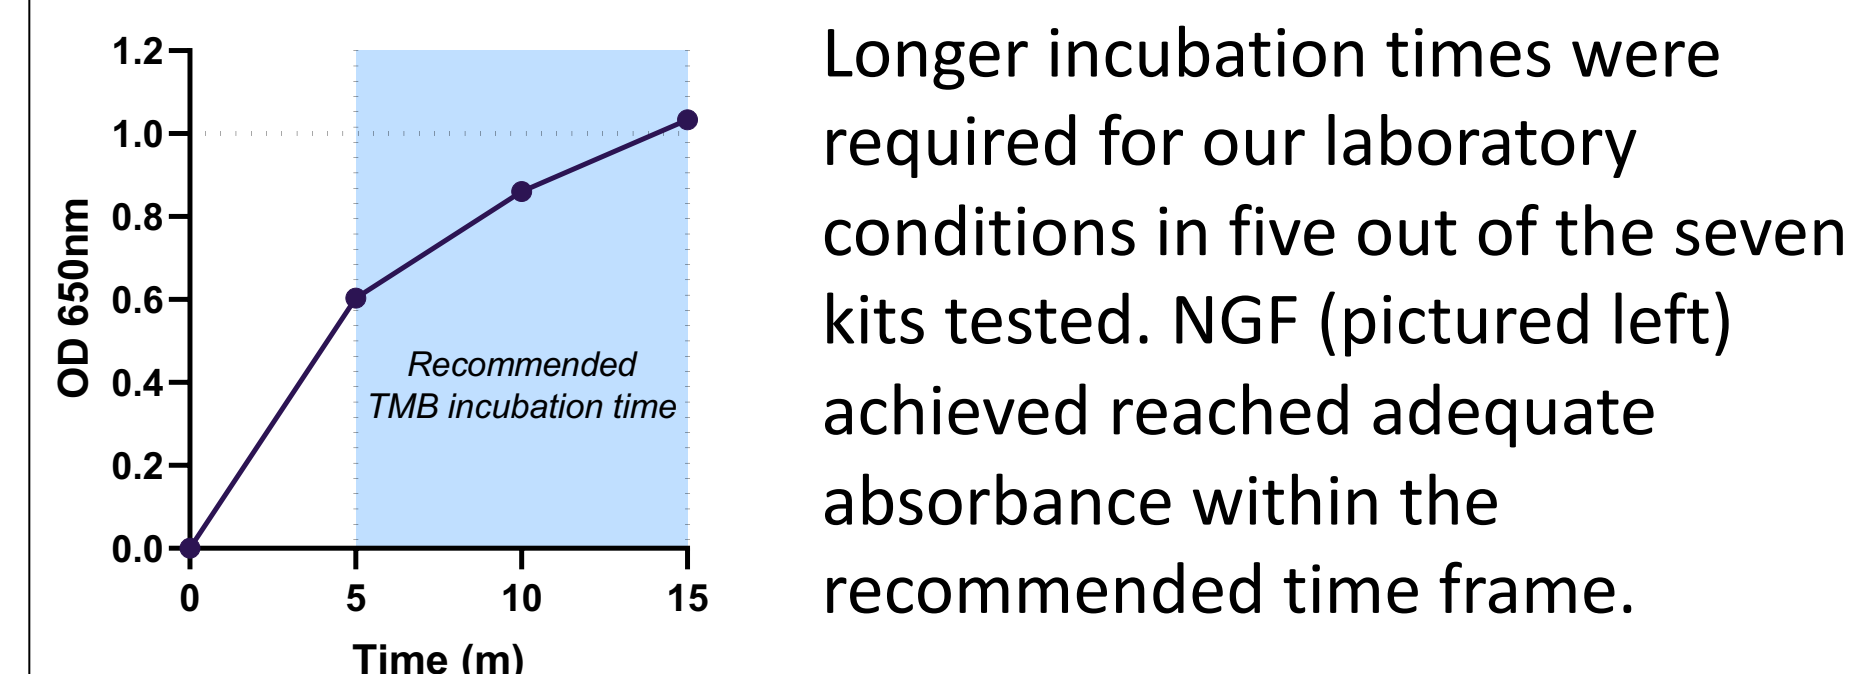 1.2
1.0
0.8
0.6
0.4
0.2
0.0
OD 650nm
Recommended
TMB incubation time
0 5 10 15
Time (m)
Longer incubation times were
required for our laboratory
conditions in five out of the seven
kits tested. NGF (pictured left)
achieved reached adequate
absorbance within the
recommended time frame.